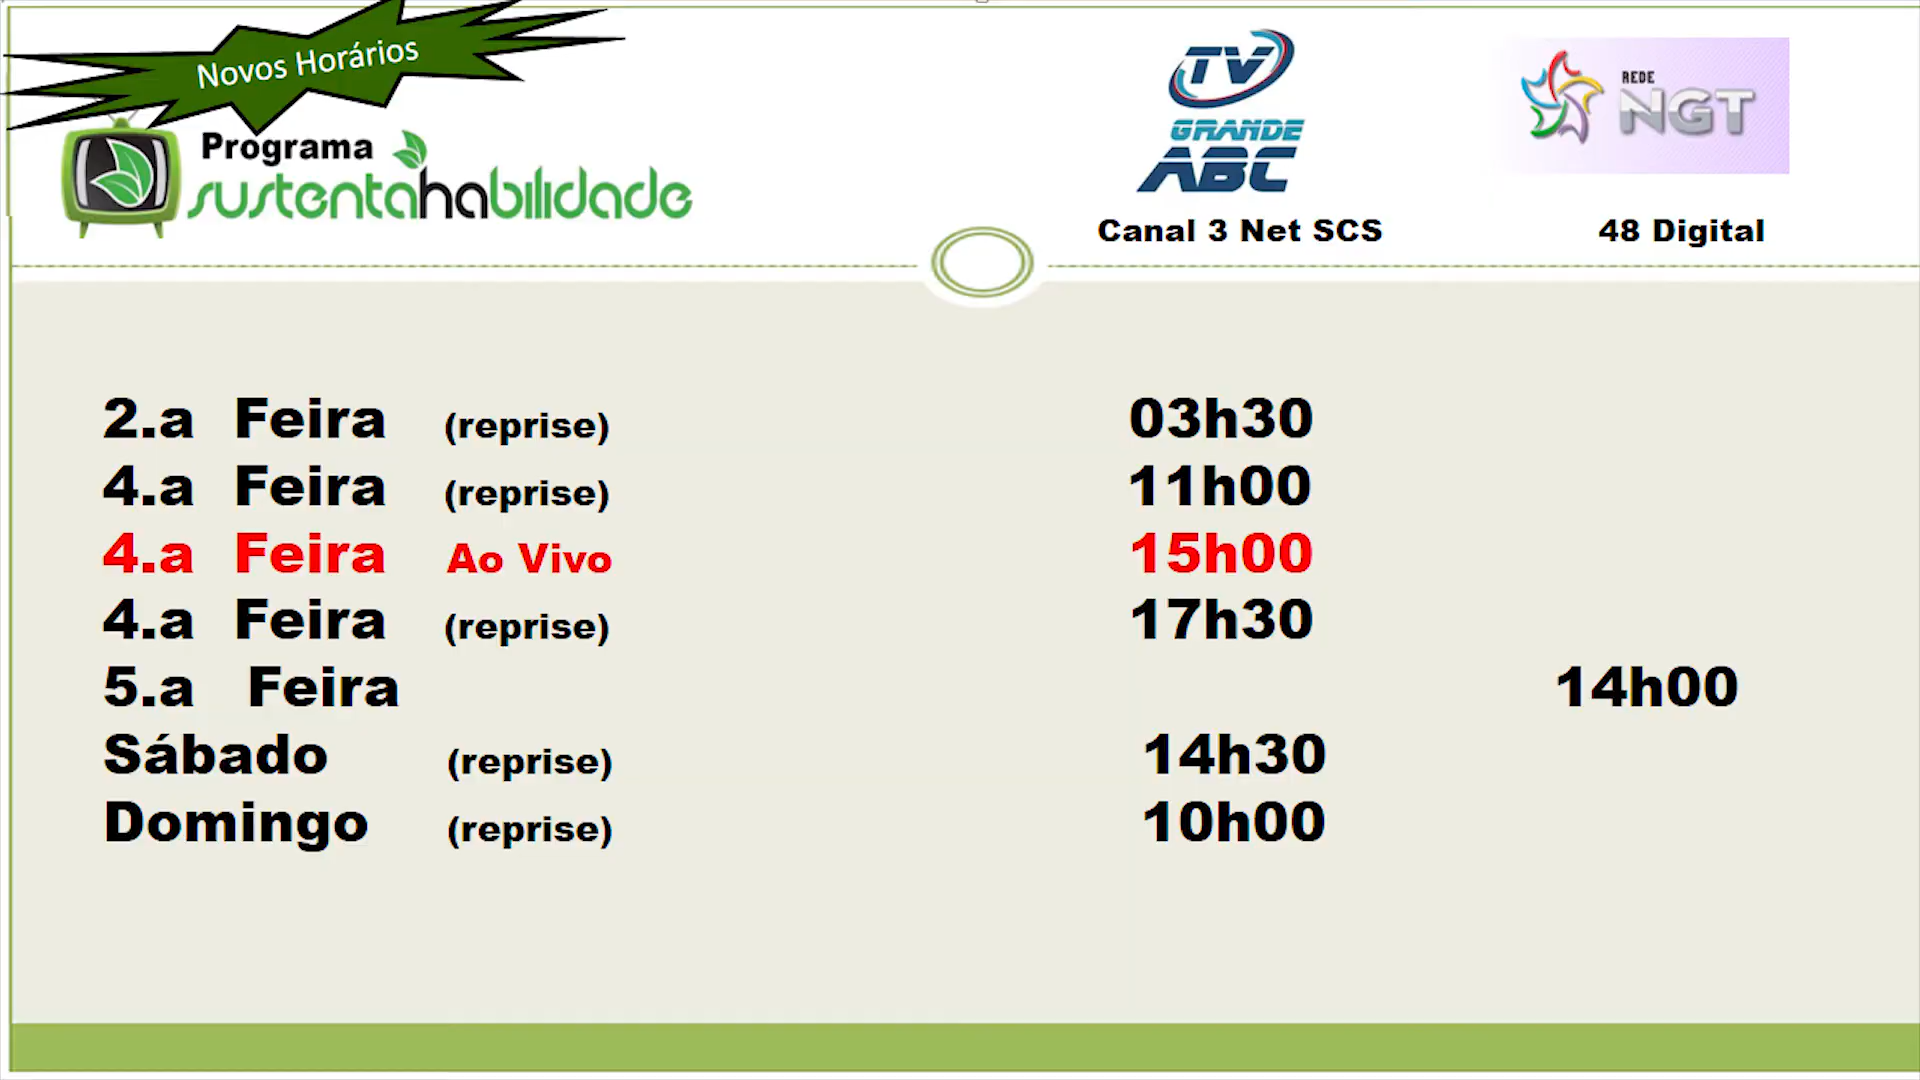 Novos Horários
Programa
sustentahabilidade
TV
GRANDE
ABC
Canal 3 Net SCS
REDE
NGT
48 Digital
2.a Feira (reprise) 03h30
4.a Feira (reprise) 11h00
4.a Feira Ao Vivo 15h00
4.a Feira (reprise) 17h30
5.a Feira 14h00
Sábado (reprise) 14h30
Domingo (reprise) 10h00